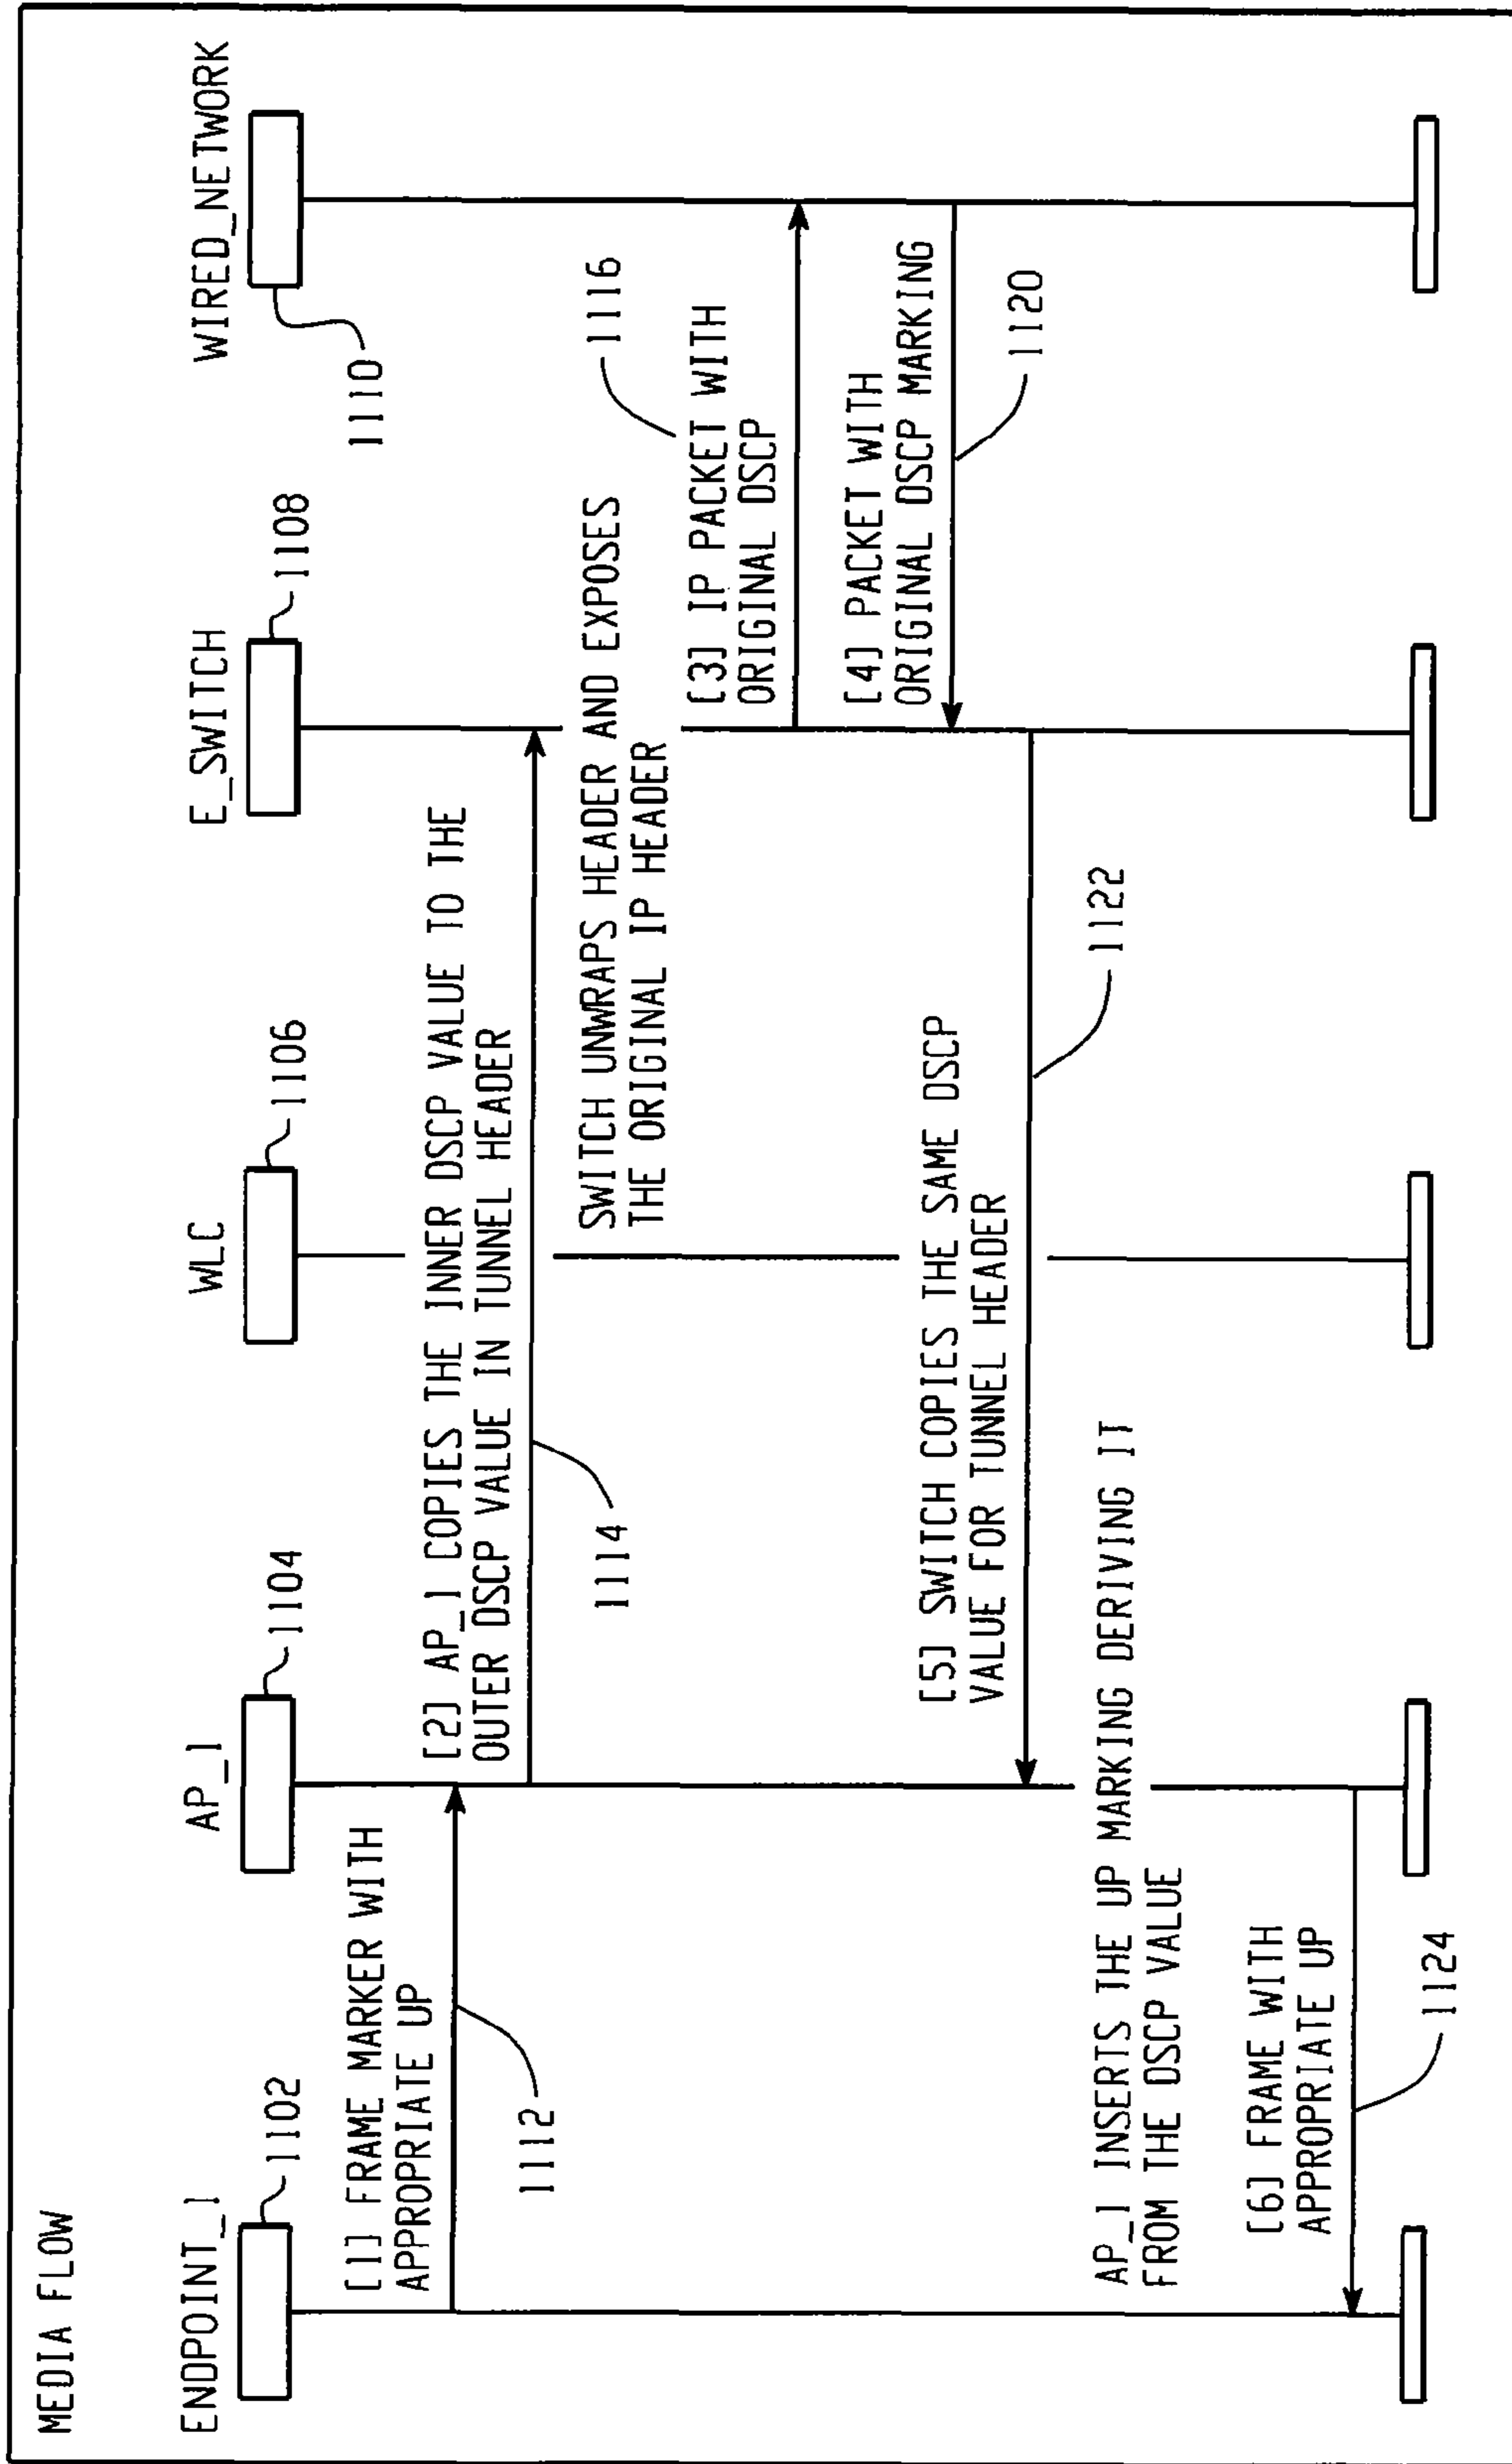 MEDIA FLOW
ENDPOINT_1
1102
AP_1
1104
WLC
1106
E_SWITCH
1108
WIRED_NETWORK
1110
[1] FRAME MARKER WITH
APPROPRIATE UP
1112
[2] AP_1 COPIES THE INNER DSCP VALUE TO THE
OUTER DSCP VALUE IN TUNNEL HEADER
1114
SWITCH UNWRAPS HEADER AND EXPOSES
THE ORIGINAL IP HEADER
1116
[3] IP PACKET WITH
ORIGINAL DSCP
[4] PACKET WITH
ORIGINAL DSCP MARKING
1120
[5] SWITCH COPIES THE SAME DSCP
VALUE FOR TUNNEL HEADER
1122
AP_1 INSERTS THE UP MARKING DERIVING IT
FROM THE DSCP VALUE
[6] FRAME WITH
APPROPRIATE UP
1124